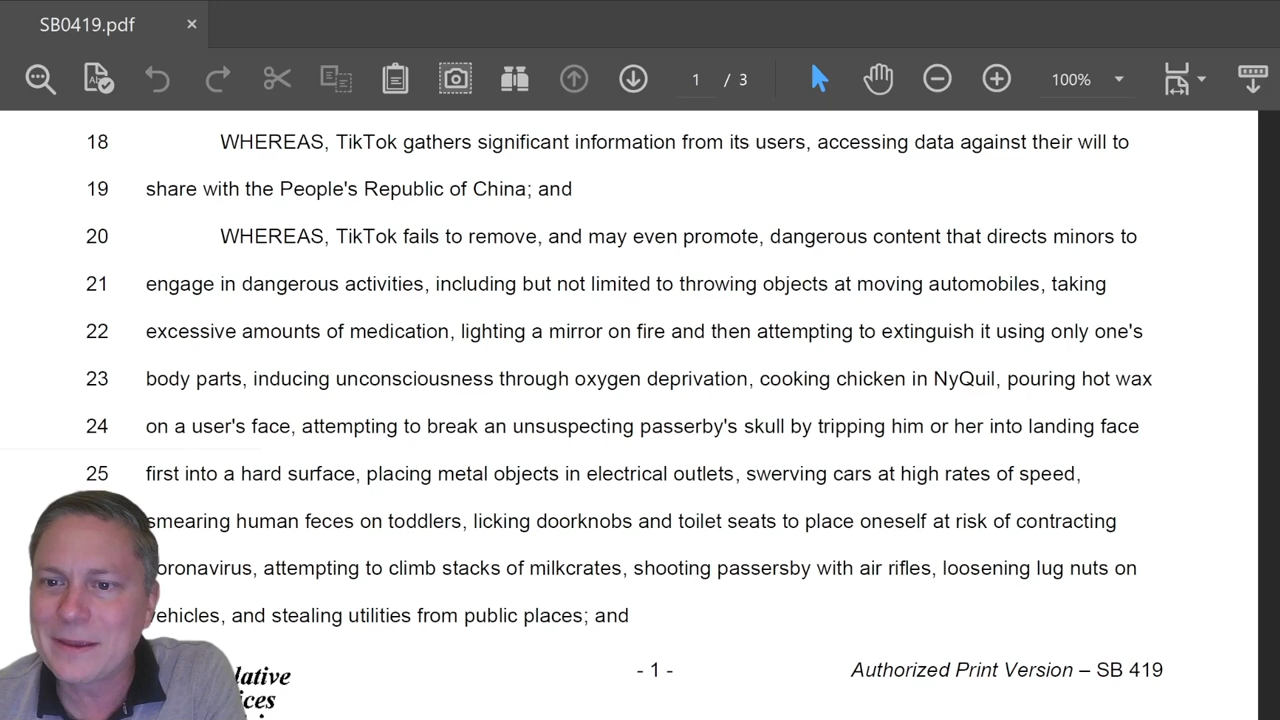 SB0419.pdf ×
1 / 3 100%
18 WHEREAS, TikTok gathers significant information from its users, accessing data against their will to
19 share with the People's Republic of China; and
20 WHEREAS, TikTok fails to remove, and may even promote, dangerous content that directs minors to
21 engage in dangerous activities, including but not limited to throwing objects at moving automobiles, taking
22 excessive amounts of medication, lighting a mirror on fire and then attempting to extinguish it using only one's
23 body parts, inducing unconsciousness through oxygen deprivation, cooking chicken in NyQuil, pouring hot wax
24 on a user's face, attempting to break an unsuspecting passerby's skull by tripping him or her into landing face
25 first into a hard surface, placing metal objects in electrical outlets, swerving cars at high rates of speed,
smearing human feces on toddlers, licking doorknobs and toilet seats to place oneself at risk of contracting
oronavirus, attempting to climb stacks of milkcrates, shooting passersby with air rifles, loosening lug nuts on
vehicles, and stealing utilities from public places; and
lative
ices
- 1 - Authorized Print Version – SB 419